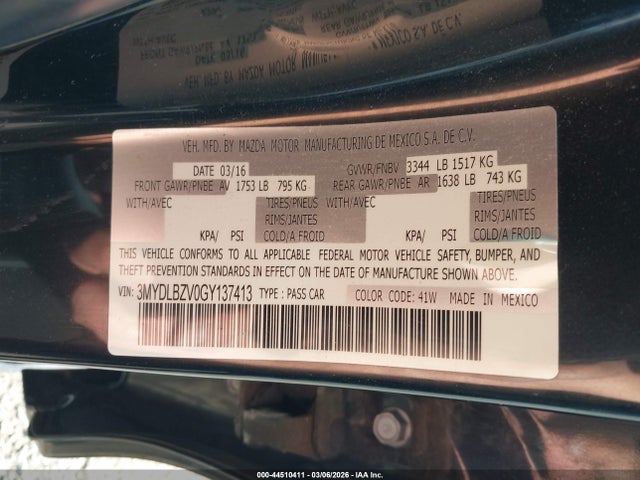 VEH. MFD. BY MAZDA MOTOR MANUFACTURING DE MEXICO S.A. DE C.V.
DATE 03/16 GVWR/FNBV 3344 LB 1517 KG
FRONT GAWR/PNBE AV 1753 LB 795 KG REAR GAWR/PNBE AR 1638 LB 743 KG
WITH/AVEC TIRES/PNEUS WITH/AVEC TIRES/PNEUS
RIMS/JANTES RIMS/JANTES
KPA/ PSI COLD/A FROID KPA/ PSI COLD/A FROID
THIS VEHICLE CONFORMS TO ALL APPLICABLE FEDERAL MOTOR VEHICLE SAFETY, BUMPER, AND
THEFT PREVENTION STANDARDS IN EFFECT ON THE DATE OF MANUFACTURE SHOWN ABOVE.
VIN: 3MYDLBZV0GY137413 TYPE : PASS CAR COLOR CODE: 41W MADE IN MEXICO
000-44510411 - 03/06/2026 - IAA Inc.